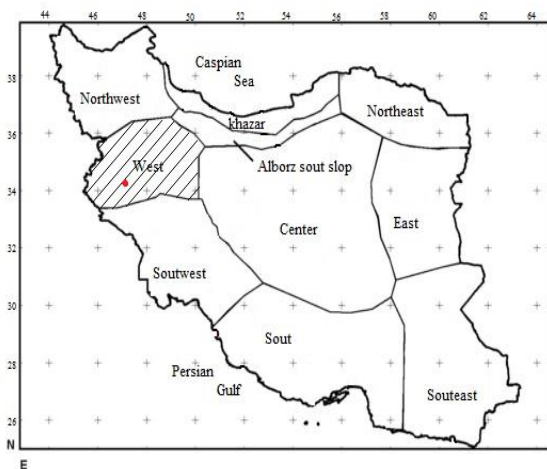 44 46 48 50 52 54 56 58 60 62 64
Caspian
Sea
38
Northwest
Northeast
khazar
36
West
Alborz sout slop
34
Center
East
32
Soutwest
30
Sout
28
Persian
Gulf
Souteast
26
N
E